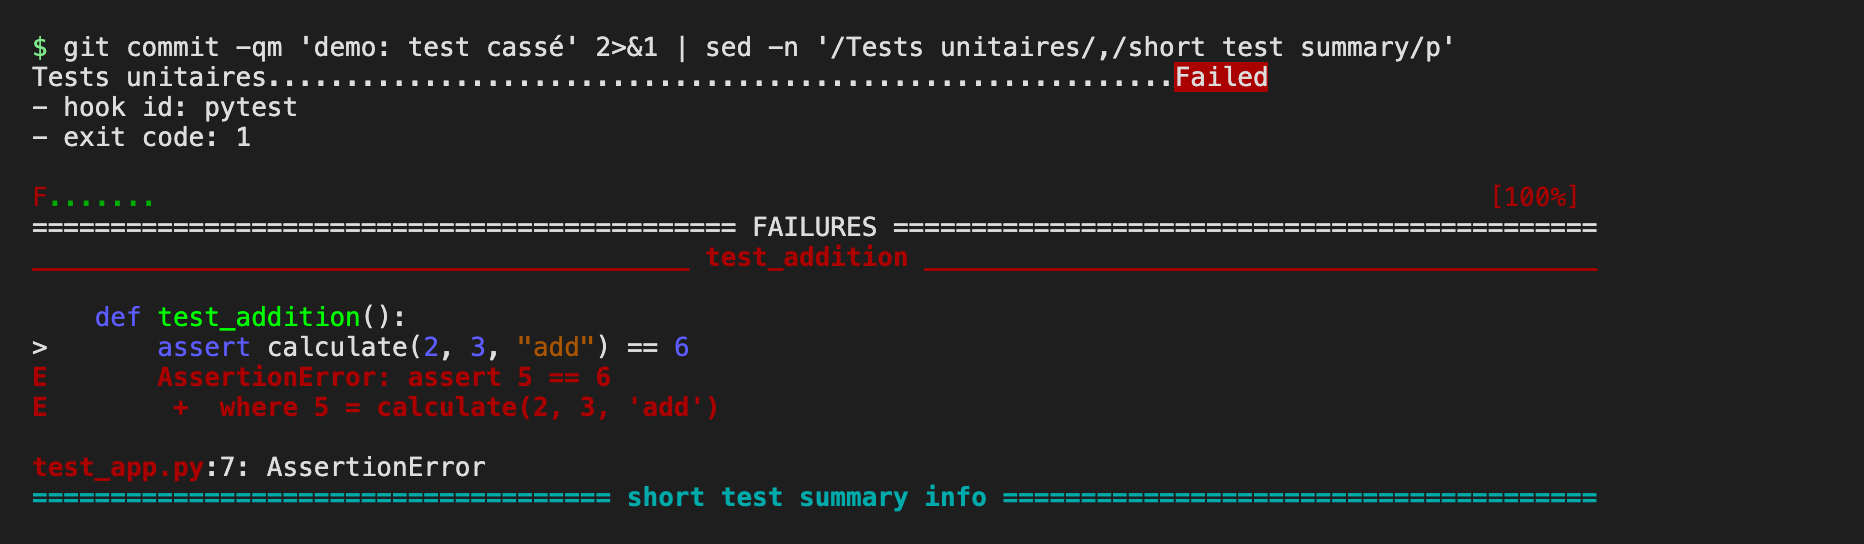 $ git commit -qm 'demo: test cassé' 2>&1 | sed -n '/Tests unitaires/,/short test summary/p'
Tests unitaires..........................................................Failed
- hook id: pytest
- exit code: 1
F....... [100%]
============================================= FAILURES =============================================
__________________________________________ test_addition ___________________________________________
    def test_addition():
>       assert calculate(2, 3, "add") == 6
E       AssertionError: assert 5 == 6
E        +  where 5 = calculate(2, 3, 'add')
test_app.py:7: AssertionError
===================================== short test summary info ======================================